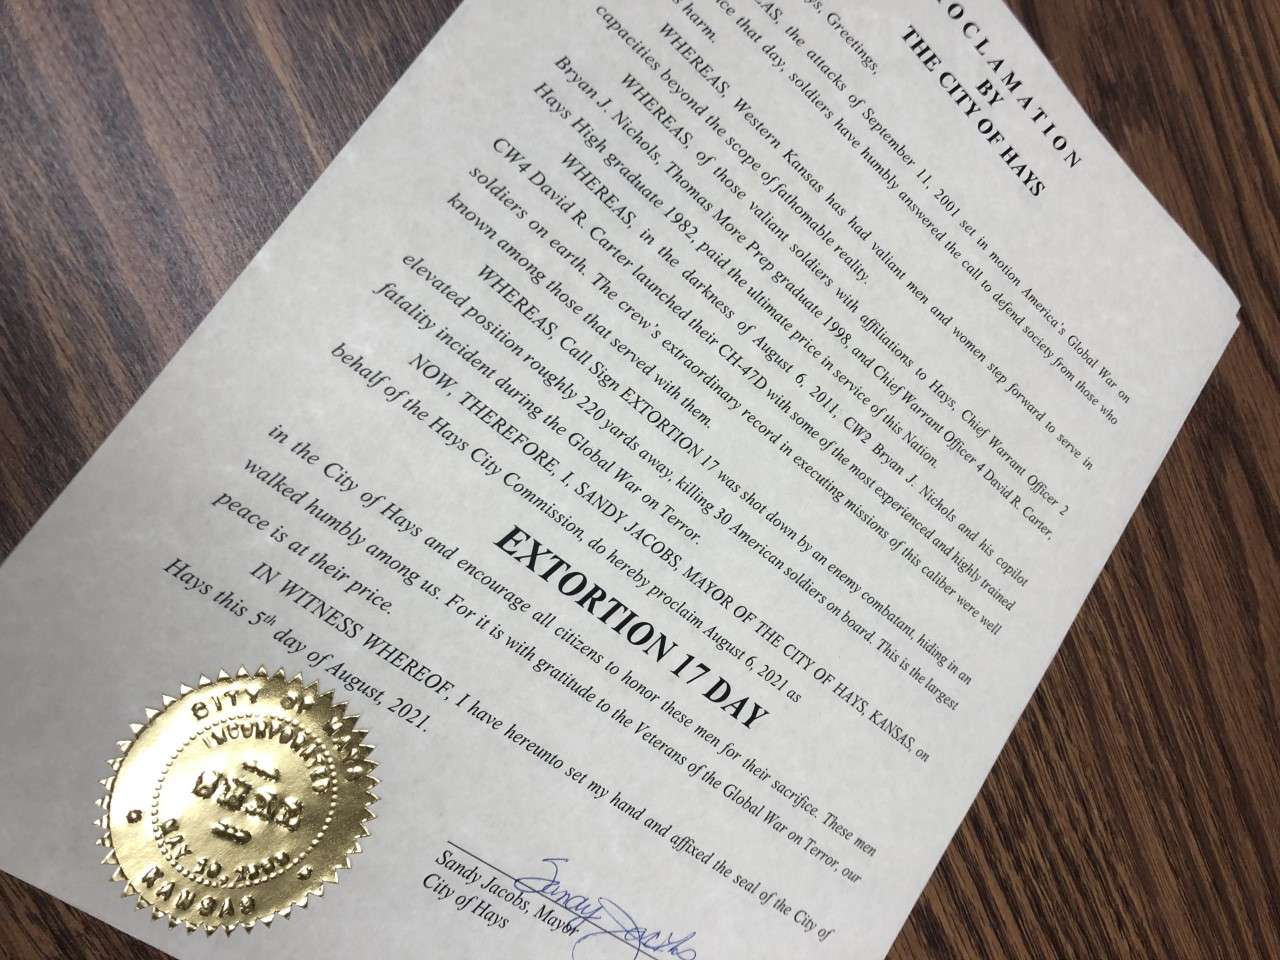 ROCLAMATION
BY
THE CITY OF HAYS
ys, Greetings,
EAS, the attacks of September 11, 2001 set in motion America's Global War on
nce that day, soldiers have humbly answered the call to defend society from those who
s harm.
WHEREAS, Western Kansas has had valiant men and women step forward to serve in
capacities beyond the scope of fathomable reality.
WHEREAS, of those valiant soldiers with affiliations to Hays, Chief Warrant Officer 2
Bryan J. Nichols, Thomas More Prep graduate 1998, and Chief Warrant Officer 4 David R. Carter,
Hays High graduate 1982, paid the ultimate price in service of this Nation.
WHEREAS, in the darkness of August 6, 2011, CW2 Bryan J. Nichols and his copilot
CW4 David R. Carter launched their CH-47D with some of the most experienced and highly trained
soldiers on earth. The crew's extraordinary record in executing missions of this caliber were well
known among those that served with them.
WHEREAS, Call Sign EXTORTION 17 was shot down by an enemy combatant, hiding in an
elevated position roughly 220 yards away, killing 30 American soldiers on board. This is the largest
fatality incident during the Global War on Terror.
NOW, THEREFORE, I, SANDY JACOBS, MAYOR OF THE CITY OF HAYS, KANSAS, on
behalf of the Hays City Commission, do hereby proclaim August 6, 2021 as
EXTORTION 17 DAY
in the City of Hays and encourage all citizens to honor these men for their sacrifice. These men
walked humbly among us. For it is with gratitude to the Veterans of the Global War on Terror, our
peace is at their price.
IN WITNESS WHEREOF, I have hereunto set my hand and affixed the seal of the City of
Hays this 5th day of August, 2021.
Sandy Jacobs
Sandy Jacobs, Mayor
City of Hays
CITY OF HAYS
INCORPORATED
SEAL
KANSAS